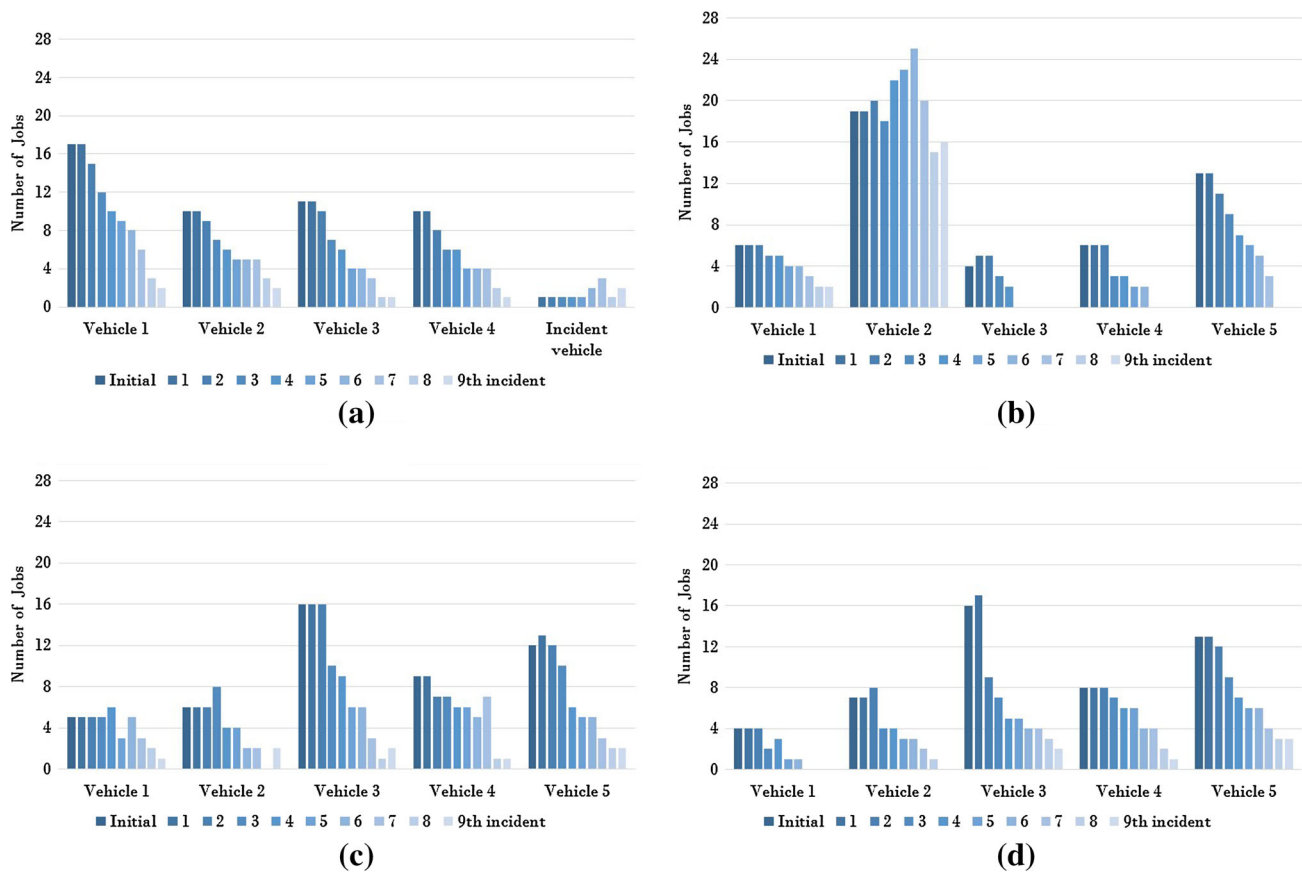 28
24
20
16
12
8
4
0
Number of Jobs
Vehicle 1 Vehicle 2 Vehicle 3 Vehicle 4 Incident vehicle
Initial 1 2 3 4 5 6 7 8 9th incident
(a)
28
24
20
16
12
8
4
0
Number of Jobs
Vehicle 1 Vehicle 2 Vehicle 3 Vehicle 4 Vehicle 5
Initial 1 2 3 4 5 6 7 8 9th incident
(b)
28
24
20
16
12
8
4
0
Number of Jobs
Vehicle 1 Vehicle 2 Vehicle 3 Vehicle 4 Vehicle 5
Initial 1 2 3 4 5 6 7 8 9th incident
(c)
28
24
20
16
12
8
4
0
Number of Jobs
Vehicle 1 Vehicle 2 Vehicle 3 Vehicle 4 Vehicle 5
Initial 1 2 3 4 5 6 7 8 9th incident
(d)